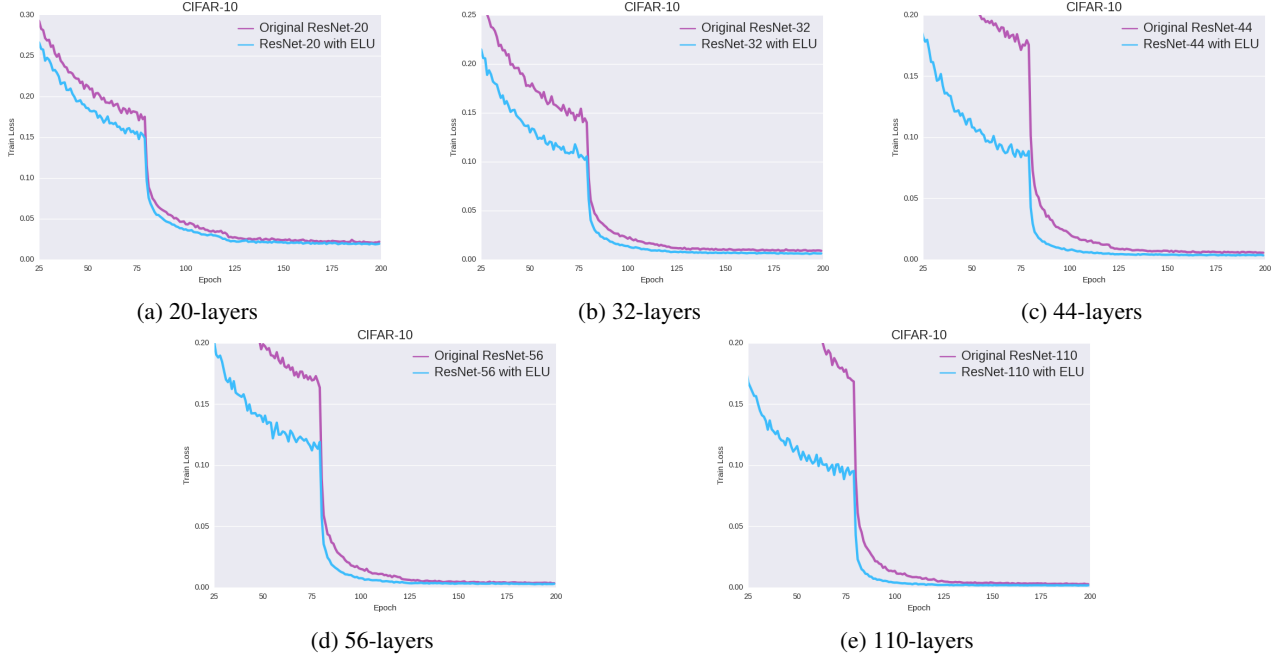 CIFAR-10
Original ResNet-20
ResNet-20 with ELU
0.30
0.25
0.20
0.15
0.10
0.05
0.00
Train Loss
25 50 75 100 125 150 175 200
Epoch
(a) 20-layers
CIFAR-10
Original ResNet-32
ResNet-32 with ELU
0.25
0.20
0.15
0.10
0.05
0.00
Train Loss
25 50 75 100 125 150 175 200
Epoch
(b) 32-layers
CIFAR-10
Original ResNet-44
ResNet-44 with ELU
0.20
0.15
0.10
0.05
0.00
Train Loss
25 50 75 100 125 150 175 200
Epoch
(c) 44-layers
CIFAR-10
Original ResNet-56
ResNet-56 with ELU
0.20
0.15
0.10
0.05
0.00
Train Loss
25 50 75 100 125 150 175 200
Epoch
(d) 56-layers
CIFAR-10
Original ResNet-110
ResNet-110 with ELU
0.20
0.15
0.10
0.05
0.00
Train Loss
25 50 75 100 125 150 175 200
Epoch
(e) 110-layers